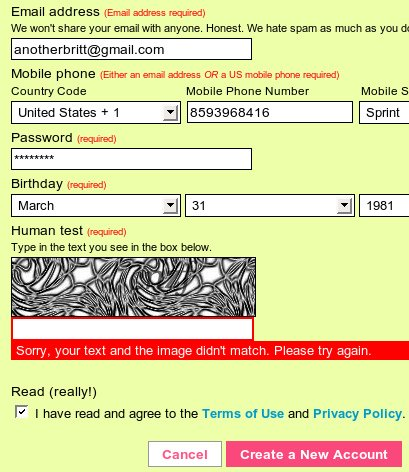 Email address (Email address required)
We won't share your email with anyone. Honest. We hate spam as much as you do
anotherbritt@gmail.com
Mobile phone (Either an email address OR a US mobile phone required)
Country Code Mobile Phone Number Mobile S
United States + 1 8593968416 Sprint
Password (required)
********
Birthday (required)
March 31 1981
Human test (required)
Type in the text you see in the box below.
Sorry, your text and the image didn't match. Please try again.
Read (really!)
I have read and agree to the Terms of Use and Privacy Policy.
Cancel Create a New Account